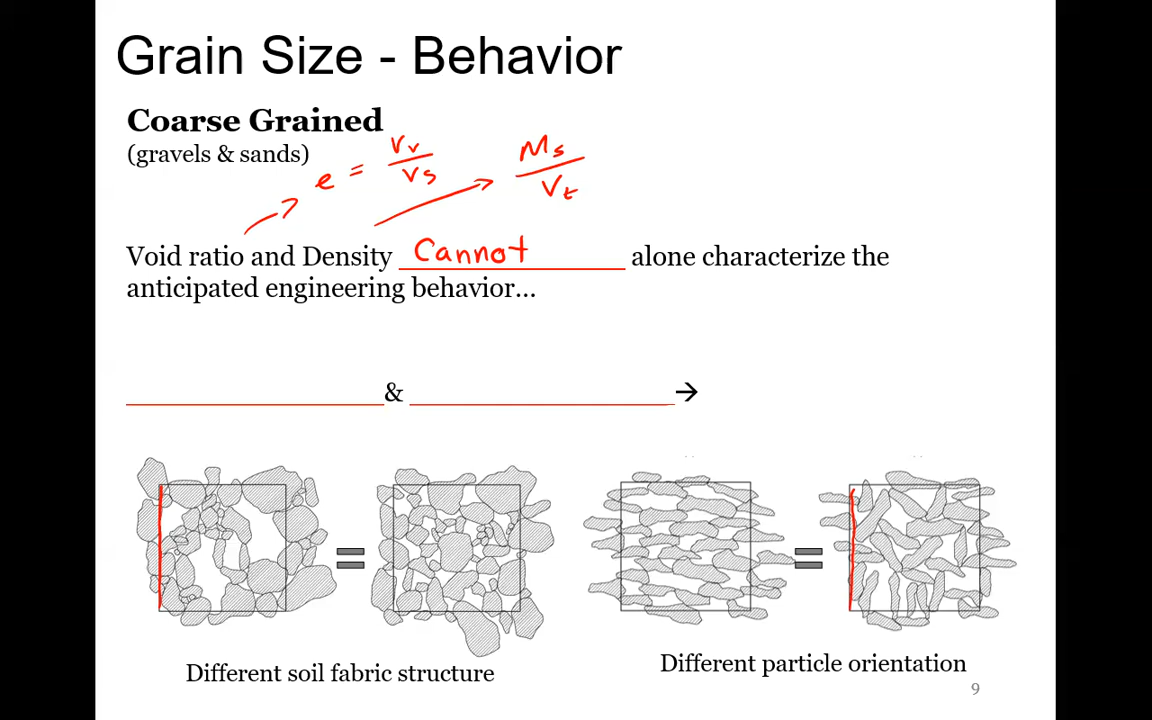 Grain Size - Behavior
Coarse Grained
(gravels & sands)
e = Vv/Vs
Ms/Vt
Void ratio and Density Cannot alone characterize the
anticipated engineering behavior...
& →
=
=
Different soil fabric structure
Different particle orientation
9